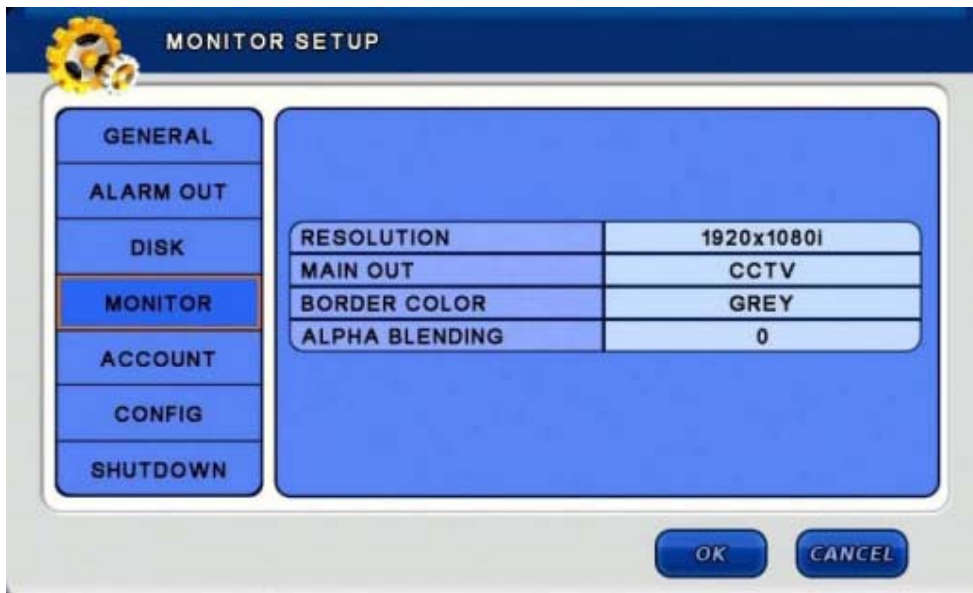 MONITOR SETUP
GENERAL
ALARM OUT
DISK
MONITOR
ACCOUNT
CONFIG
SHUTDOWN
RESOLUTION 1920x1080i
MAIN OUT CCTV
BORDER COLOR GREY
ALPHA BLENDING 0
OK CANCEL